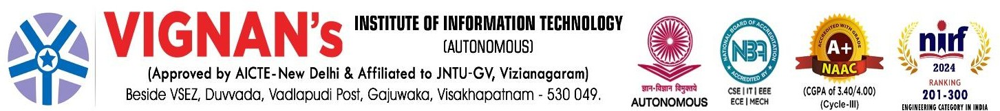 VIGNAN's
INSTITUTE OF INFORMATION TECHNOLOGY
(AUTONOMOUS)
(Approved by AICTE-New Delhi & Affiliated to JNTU-GV, Vizianagaram)
Beside VSEZ, Duvvada, Vadlapudi Post, Gajuwaka, Visakhapatnam - 530 049.
ज्ञान-विज्ञान विमुक्तये
AUTONOMOUS
NATIONAL BOARD OF ACCREDITATION
NBA
ACCREDITED BY
CSE | IT | EEE
ECE | MECH
ACCREDITED WITH GRADE
A+
NAAC
(CGPA of 3.40/4.00)
(Cycle-III)
nirf
2024
RANKING
201-300
ENGINEERING CATEGORY IN INDIA